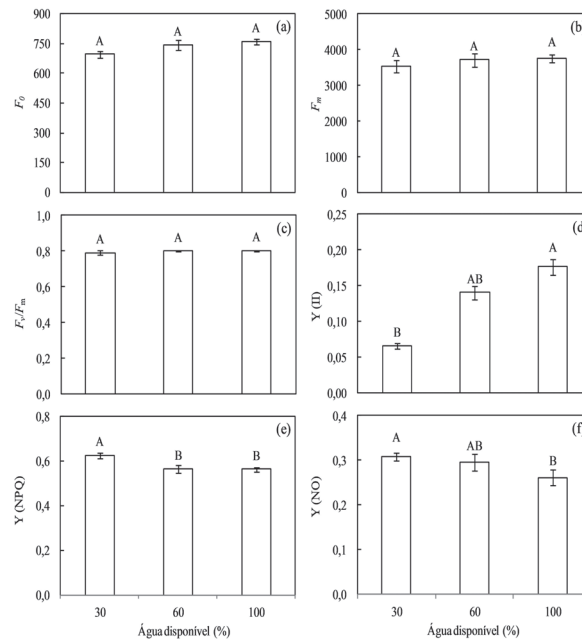 (a)
A A A
900
750
600
450
300
150
0
F0
(b)
A A A
5000
4000
3000
2000
1000
0
Fm
(c)
A A A
1,0
0,8
0,6
0,4
0,2
0,0
Fv/Fm
(d)
B AB A
0,25
0,20
0,15
0,10
0,05
0,00
Y (II)
(e)
A B B
0,8
0,6
0,4
0,2
0,0
Y (NPQ)
30 60 100
Água disponível (%)
(f)
A AB B
0,4
0,3
0,2
0,1
0,0
Y (NO)
30 60 100
Água disponível (%)